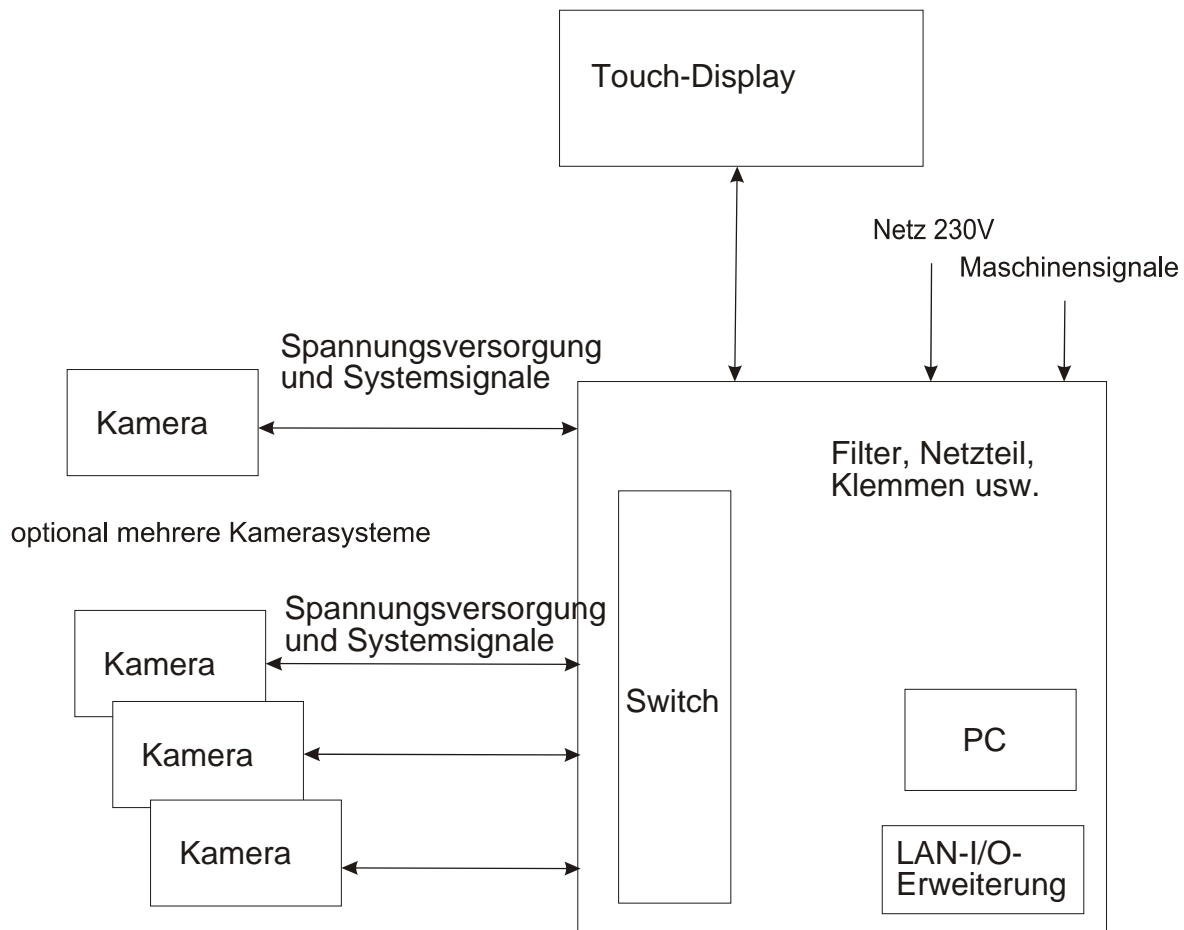 Touch-Display
Netz 230V
Maschinensignale
Spannungsversorgung
und Systemsignale
Kamera
Filter, Netzteil,
Klemmen usw.
optional mehrere Kamerasysteme
Spannungsversorgung
und Systemsignale
Kamera
Switch
Kamera
PC
Kamera
LAN-I/O-
Erweiterung